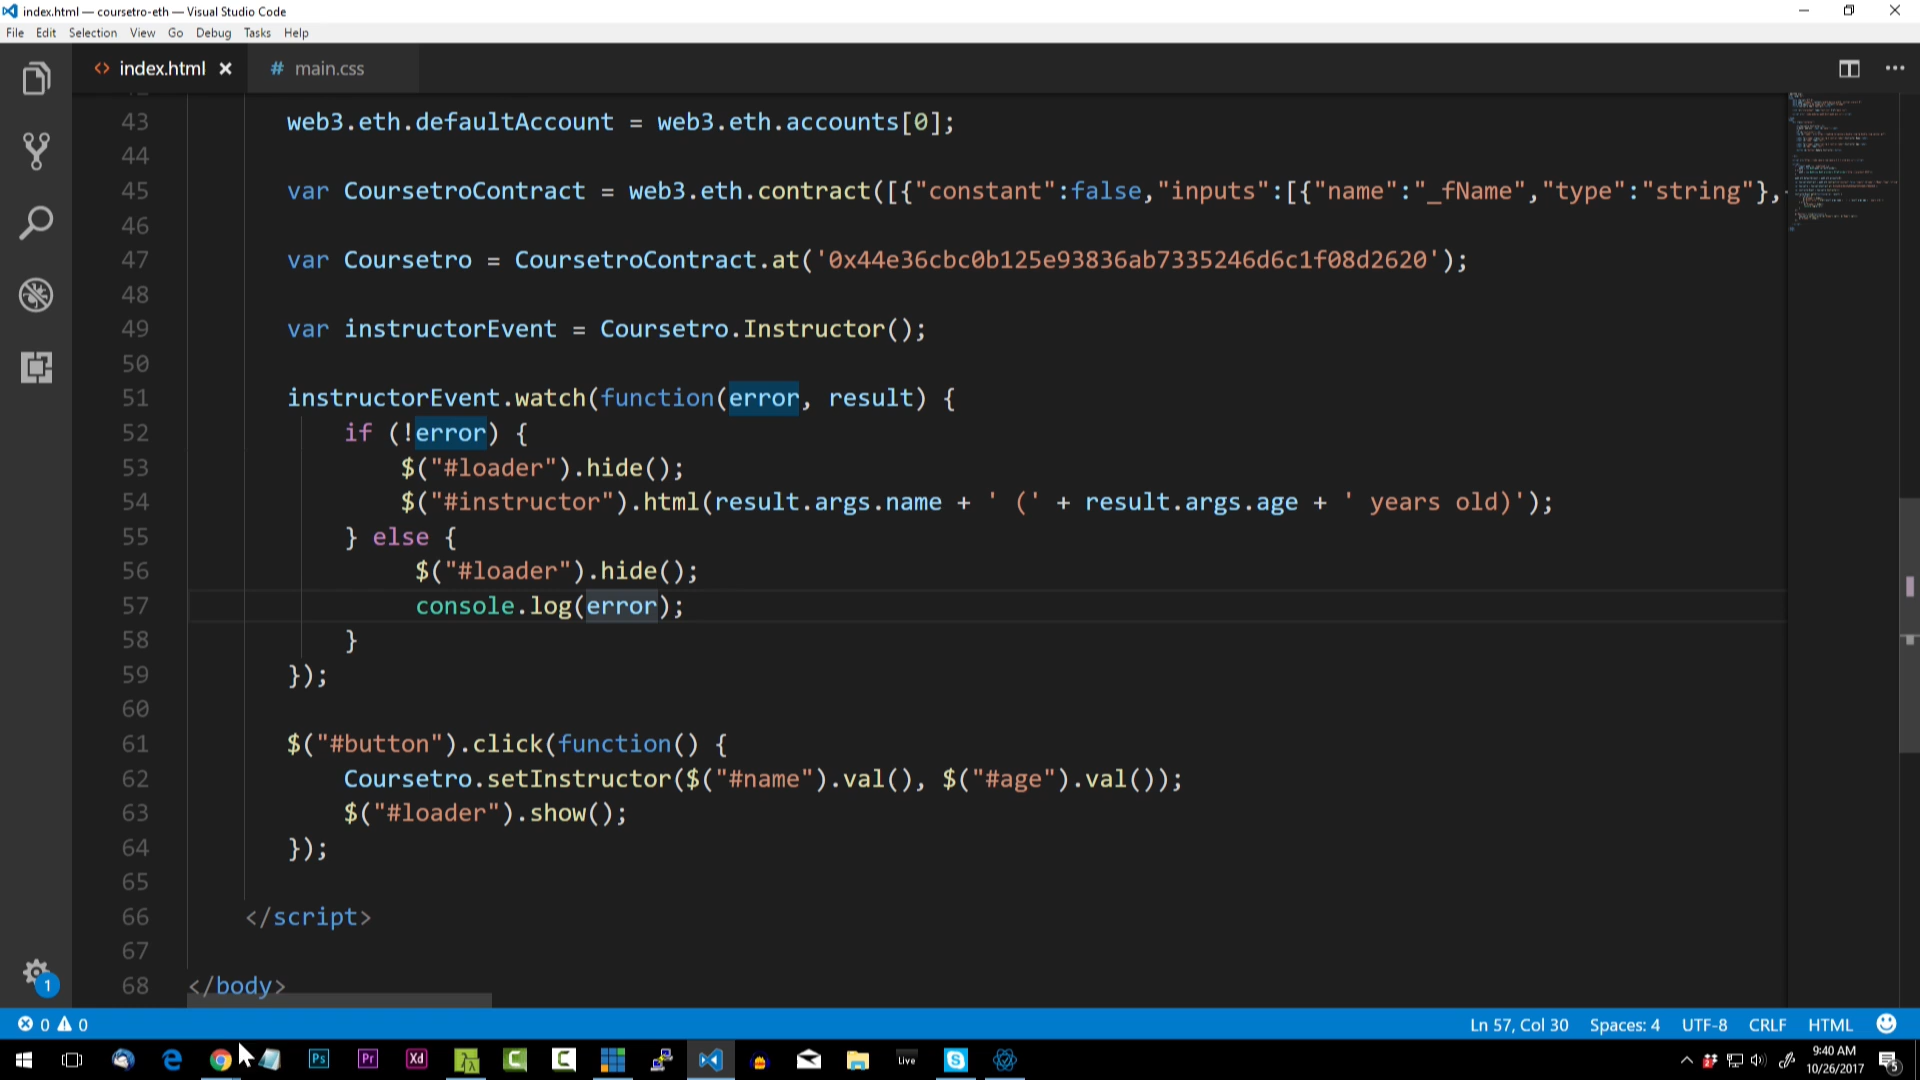 index.html — coursetro-eth — Visual Studio Code
File Edit Selection View Go Debug Tasks Help
<> index.html × # main.css
43 web3.eth.defaultAccount = web3.eth.accounts[0];
44
45 var CoursetroContract = web3.eth.contract([{"constant":false,"inputs":[{"name":"_fName","type":"string"},
46
47 var Coursetro = CoursetroContract.at('0x44e36cbc0b125e93836ab7335246d6c1f08d2620');
48
49 var instructorEvent = Coursetro.Instructor();
50
51 instructorEvent.watch(function(error, result) {
52 if (!error) {
53 $("#loader").hide();
54 $("#instructor").html(result.args.name + ' (' + result.args.age + ' years old)');
55 } else {
56 $("#loader").hide();
57 console.log(error);
58 }
59 });
60
61 $("#button").click(function() {
62 Coursetro.setInstructor($("#name").val(), $("#age").val());
63 $("#loader").show();
64 });
65
66 </script>
67
68 </body>
1
0 0 Ln 57, Col 30 Spaces: 4 UTF-8 CRLF HTML
Ps Pr Xd Live 9:40 AM
10/26/2017 5